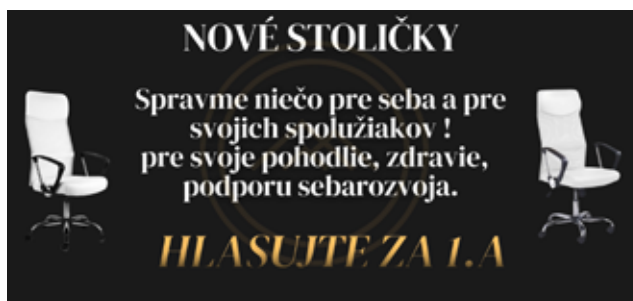 NOVÉ STOLIČKY
Spravme niečo pre seba a pre
svojich spolužiakov !
pre svoje pohodlie, zdravie,
podporu sebarozvoja.
HLASUJTE ZA 1.A